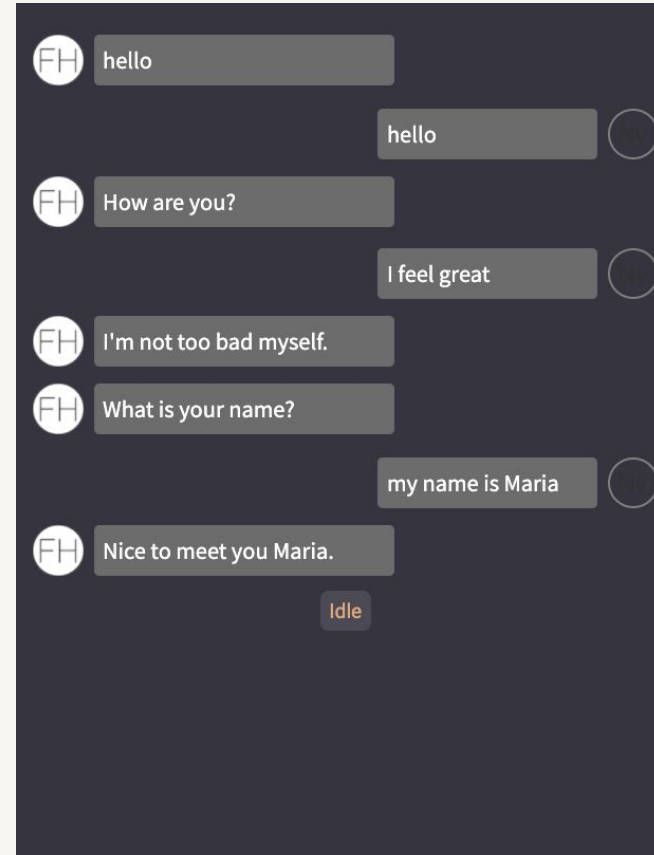 FH hello
hello
FH How are you?
I feel great
FH I'm not too bad myself.
FH What is your name?
my name is Maria
FH Nice to meet you Maria.
Idle